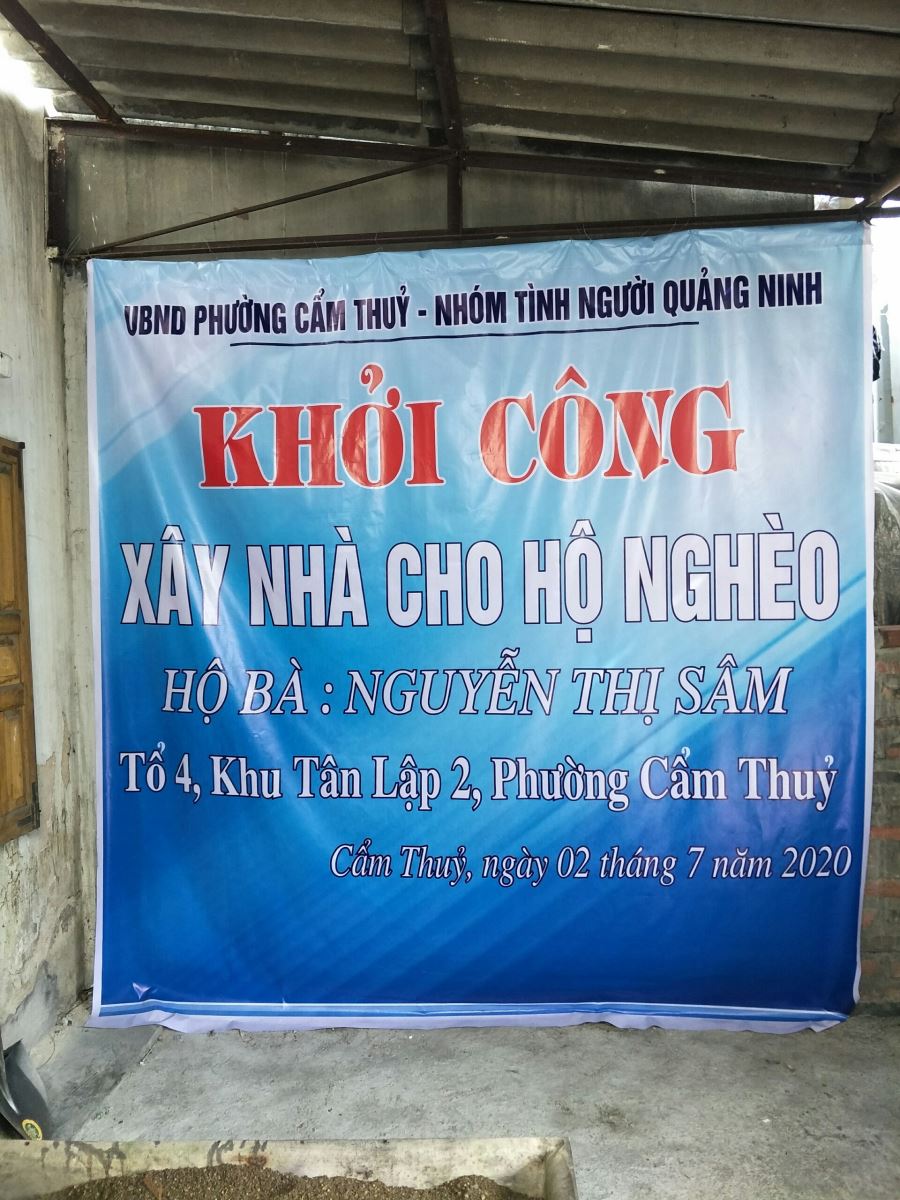 UBND PHƯỜNG CẨM THUỶ - NHÓM TÌNH NGƯỜI QUẢNG NINH
KHỞI CÔNG
XÂY NHÀ CHO HỘ NGHÈO
HỘ BÀ : NGUYỄN THỊ SÂM
Tổ 4, Khu Tân Lập 2, Phường Cẩm Thuỷ
Cẩm Thuỷ, ngày 02 tháng 7 năm 2020